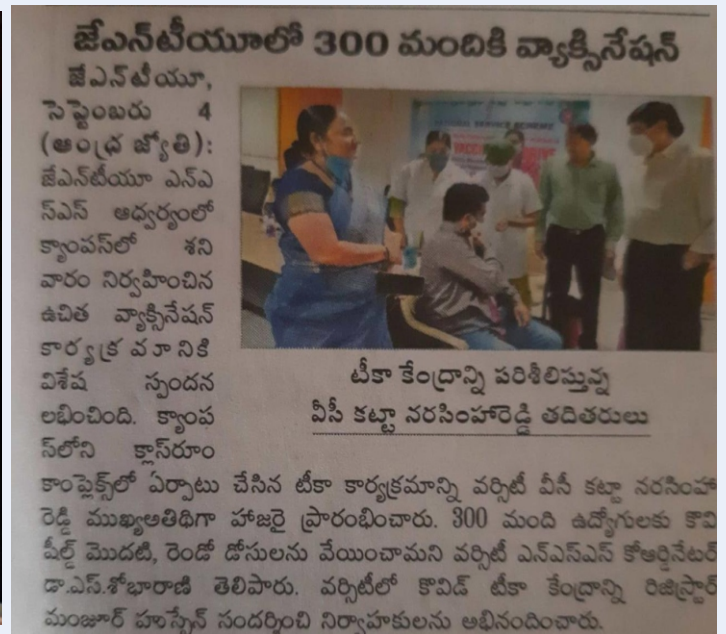 జేఎన్‌టీయూలో 300 మందికి వ్యాక్సినేషన్
జేఎన్‌టీయూ,
సెప్టెంబరు 4
(ఆంధ్ర జ్యోతి):
జేఎన్‌టీయూ ఎన్ఎ
స్ఎస్ ఆధ్వర్యంలో
క్యాంపస్‌లో శని
వారం నిర్వహించిన
ఉచిత వ్యాక్సినేషన్
కార్యక్రమానికి
విశేష స్పందన
లభించింది. క్యాంప
స్‌లోని క్లాస్‌రూం
SERVICE SCHEME
టీకా కేంద్రాన్ని పరిశీలిస్తున్న
వీసీ కట్టా నరసింహారెడ్డి తదితరులు
కాంప్లెక్స్‌లో ఏర్పాటు చేసిన టీకా కార్యక్రమాన్ని వర్సిటీ వీసీ కట్టా నరసింహా
రెడ్డి ముఖ్యఅతిథిగా హాజరై ప్రారంభించారు. 300 మంది ఉద్యోగులకు కొవి
షీల్డ్ మొదటి, రెండో డోసులను వేయించామని వర్సిటీ ఎన్ఎస్ఎస్ కోఆర్డినేటర్
డా.ఎస్.శోభారాణి తెలిపారు. వర్సిటీలో కొవిడ్ టీకా కేంద్రాన్ని రిజిస్ట్రార్
మంజూర్ హుస్సేన్ సందర్శించి నిర్వాహకులను అభినందించారు.